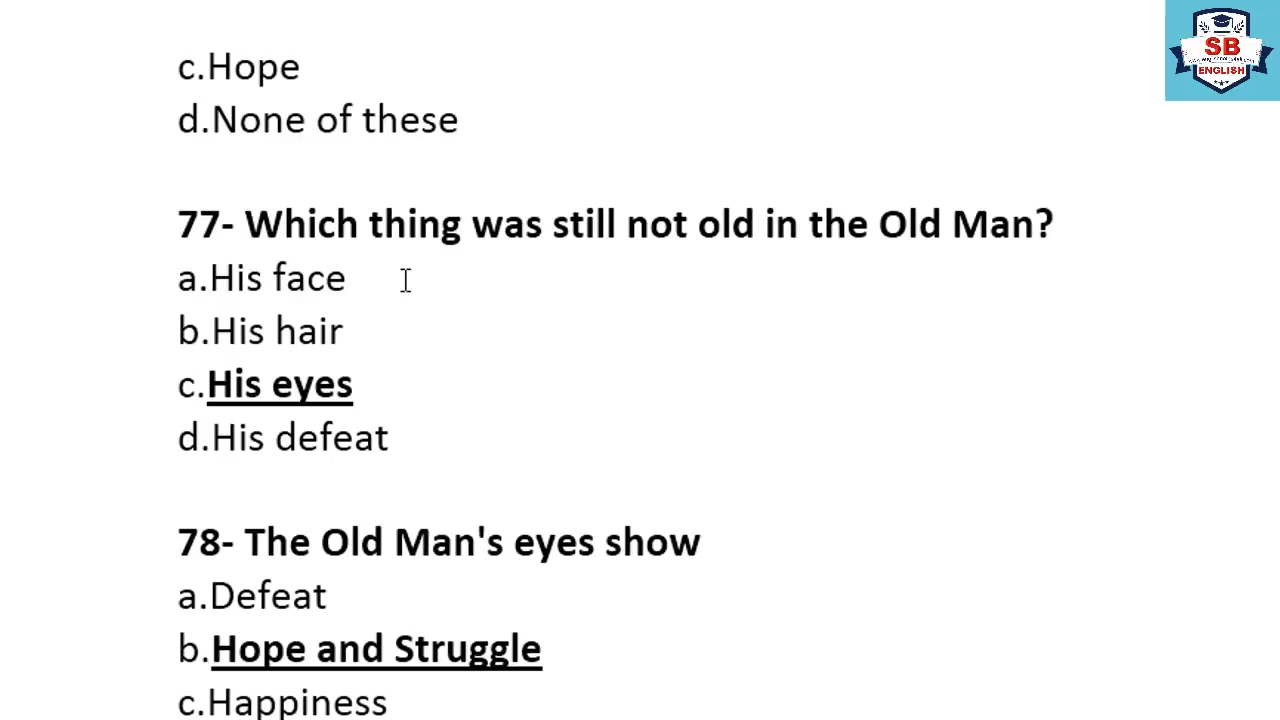 SB
ENGLISH
c.Hope
d.None of these
77- Which thing was still not old in the Old Man?
a.His face
b.His hair
c.His eyes
d.His defeat
78- The Old Man's eyes show
a.Defeat
b.Hope and Struggle
c.Happiness